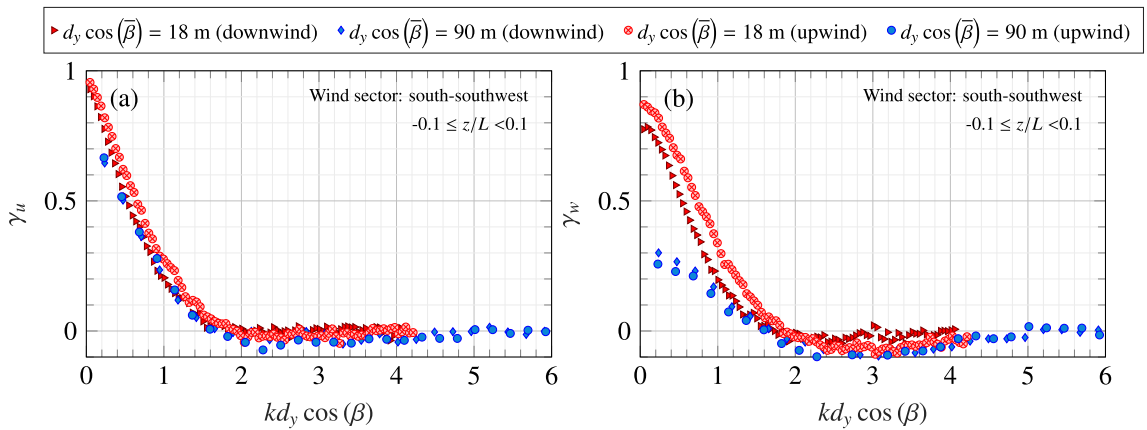 d_y cos(β̅) = 18 m (downwind) d_y cos(β̅) = 90 m (downwind) d_y cos(β̅) = 18 m (upwind) d_y cos(β̅) = 90 m (upwind)
(a)
Wind sector: south-southwest
-0.1 ≤ z/L <0.1
1
0.5
0
γ_u
0 1 2 3 4 5 6
kd_y cos (β)
(b)
Wind sector: south-southwest
-0.1 ≤ z/L <0.1
1
0.5
0
γ_w
0 1 2 3 4 5 6
kd_y cos (β)